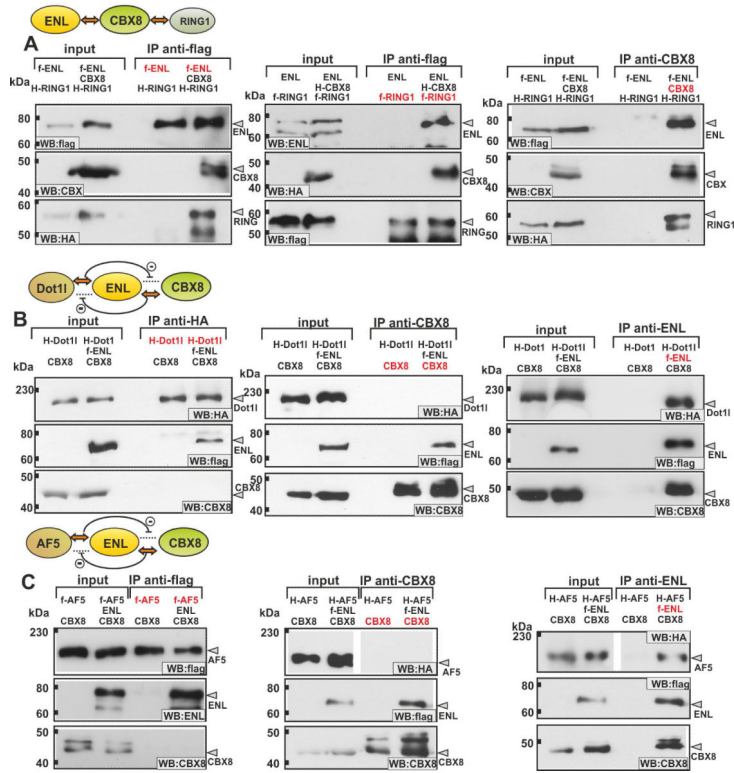 ENL CBX8 RING1
A
input IP anti-flag
f-ENL f-ENL f-ENL f-ENL
CBX8 CBX8
H-RING1 H-RING1 H-RING1 H-RING1
kDa
80
60
WB:flag
ENL
50
40
WB:CBX
CBX8
60
50
WB:HA
RING
input IP anti-flag
ENL ENL ENL ENL
H-CBX8 H-CBX8
f-RING1 f-RING1 f-RING1 f-RING1
kDa
80
60
WB:ENL
ENL
50
40
WB:HA
CBX8
60
50
WB:flag
RING
input IP anti-CBX8
f-ENL f-ENL f-ENL f-ENL
CBX8 CBX8
H-RING1 H-RING1 H-RING1 H-RING1
kDa
80
60
WB:flag
ENL
50
40
WB:CBX
CBX
60
50
WB:HA
RING1
Dot1l ENL CBX8
B
input IP anti-HA
H-Dot1l H-Dot1 H-Dot1l H-Dot1l
f-ENL f-ENL
CBX8 CBX8 CBX8 CBX8
kDa
230
WB:HA
Dot1l
80
60
WB:flag
ENL
50
40
WB:CBX8
CBX8
input IP anti-CBX8
H-Dot1l H-Dot1l H-Dot1l H-Dot1l
f-ENL f-ENL
CBX8 CBX8 CBX8 CBX8
kDa
230
WB:HA
Dot1l
80
60
WB:flag
ENL
50
40
WB:CBX8
CBX8
input IP anti-ENL
H-Dot1 H-Dot1l H-Dot1 H-Dot1l
f-ENL f-ENL
CBX8 CBX8 CBX8 CBX8
kDa
230
WB:HA
Dot1l
80
60
WB:flag
ENL
50
WB:CBX8
CBX8
AF5 ENL CBX8
C
input IP anti-flag
f-AF5 f-AF5 f-AF5 f-AF5
ENL ENL
CBX8 CBX8 CBX8 CBX8
kDa
230
WB:flag
AF5
80
60
WB:ENL
ENL
50
40
WB:CBX8
CBX8
input IP anti-CBX8
H-AF5 H-AF5 H-AF5 H-AF5
f-ENL f-ENL
CBX8 CBX8 CBX8 CBX8
kDa
230
WB:HA
AF5
80
60
WB:flag
ENL
50
40
WB:CBX8
CBX8
input IP anti-ENL
H-AF5 H-AF5 H-AF5 H-AF5
f-ENL f-ENL
CBX8 CBX8 CBX8 CBX8
kDa
230
WB:HA
AF5
80
60
WB:flag
ENL
50
40
WB:CBX8
CBX8